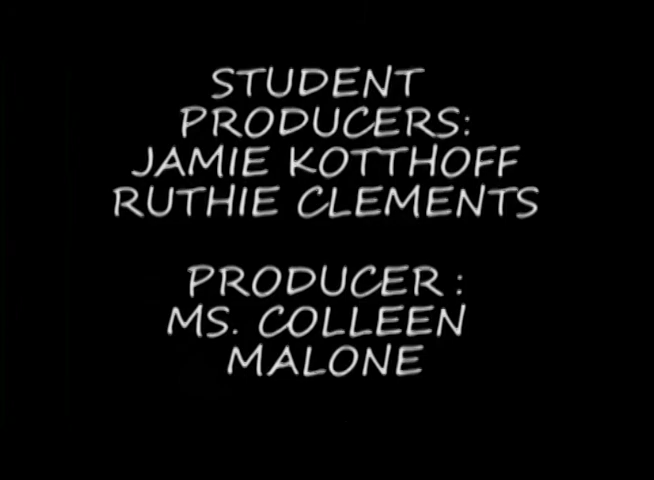 STUDENT
PRODUCERS:
JAMIE KOTTHOFF
RUTHIE CLEMENTS
PRODUCER :
MS. COLLEEN
MALONE